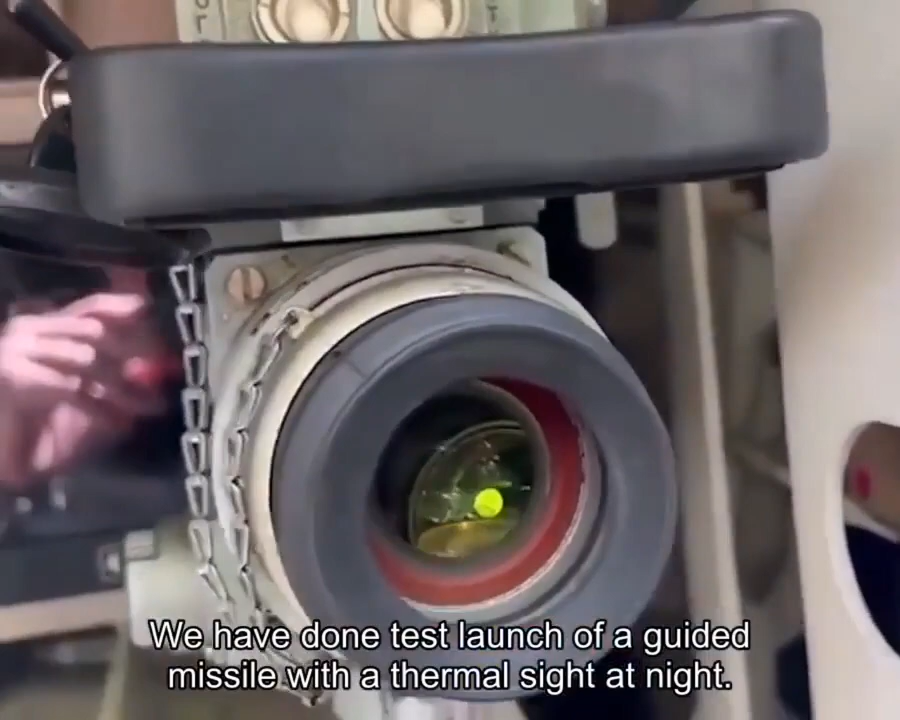 We have done test launch of a guided
missile with a thermal sight at night.